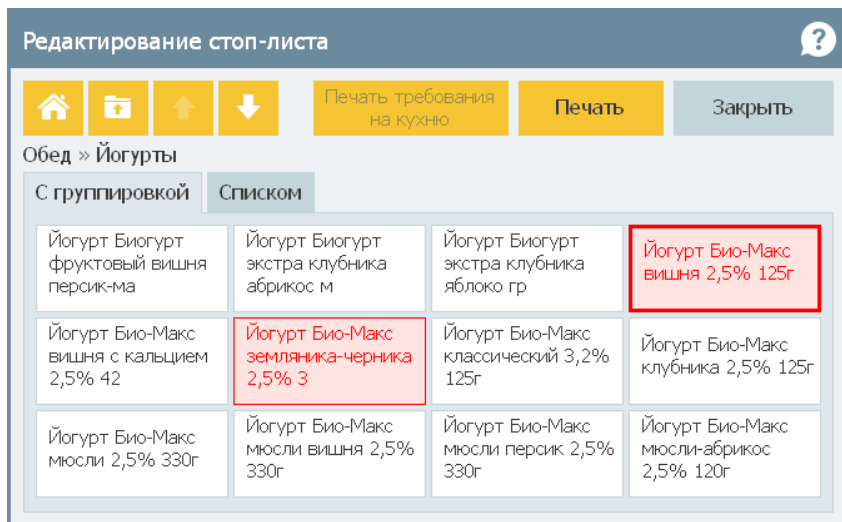 Редактирование стоп-листа
?
Печать требования
на кухню
Печать
Закрыть
Обед » Йогурты
С группировкой
Списком
Йогурт Биогурт
фруктовый вишня
персик-ма
Йогурт Биогурт
экстра клубника
абрикос м
Йогурт Биогурт
экстра клубника
яблоко гр
Йогурт Био-Макс
вишня 2,5% 125г
Йогурт Био-Макс
вишня с кальцием
2,5% 42
Йогурт Био-Макс
земляника-черника
2,5% 3
Йогурт Био-Макс
классический 3,2%
125г
Йогурт Био-Макс
клубника 2,5% 125г
Йогурт Био-Макс
мюсли 2,5% 330г
Йогурт Био-Макс
мюсли вишня 2,5%
330г
Йогурт Био-Макс
мюсли персик 2,5%
330г
Йогурт Био-Макс
мюсли-абрикос
2,5% 120г